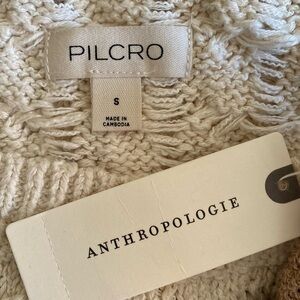 PILCRO
S
MADE IN
CAMBODIA
ANTHROPOLOGIE